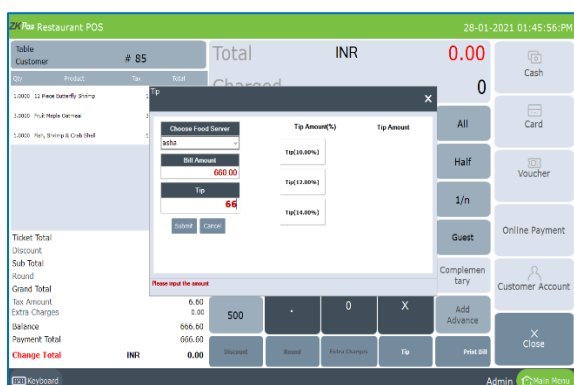 ZKPos Restaurant POS 28-01-2021 01:45:56:PM
Table
Customer # 85
Qty Product Tax Total
1.0000 12 Piece Butterfly Shrimp
1.0000 Fish, Shrimp & Crab Shell
Total INR 0.00
Charged 0
Tip X
Choose Food Server
asha
Bill Amount
660.00
Tip
66
Submit Cancel
Tip Amount(%) Tip Amount
Tip(10.00%)
Tip(12.00%)
Tip(14.00%)
Please input the amount
Ticket Total
Discount
Sub Total
Round
Grand Total
Tax Amount 6.60
Extra Charges 0.00
Balance 666.60
Payment Total 666.60
Change Total INR 0.00
500 . 0 X
Discount Round Extra Charges Tip Print Bill
All
Half
1/n
Guest
Complemen
tary
Add
Advance
Cash
Card
Voucher
Online Payment
Customer Account
X
Close
Keyboard Admin Main Menu